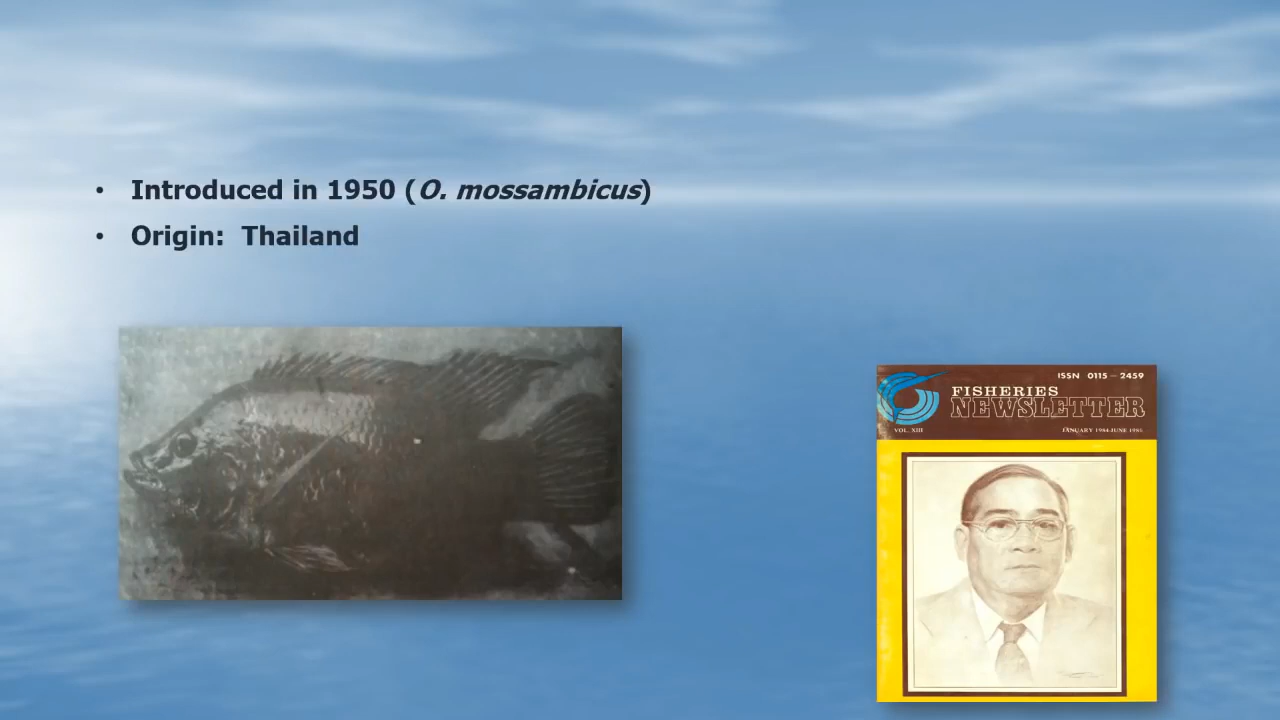 • Introduced in 1950 (O. mossambicus)
• Origin: Thailand
ISSN 0115 – 2459
FISHERIES
NEWSLETTER
VOL. XIII
JANUARY 1984-JUNE 1985